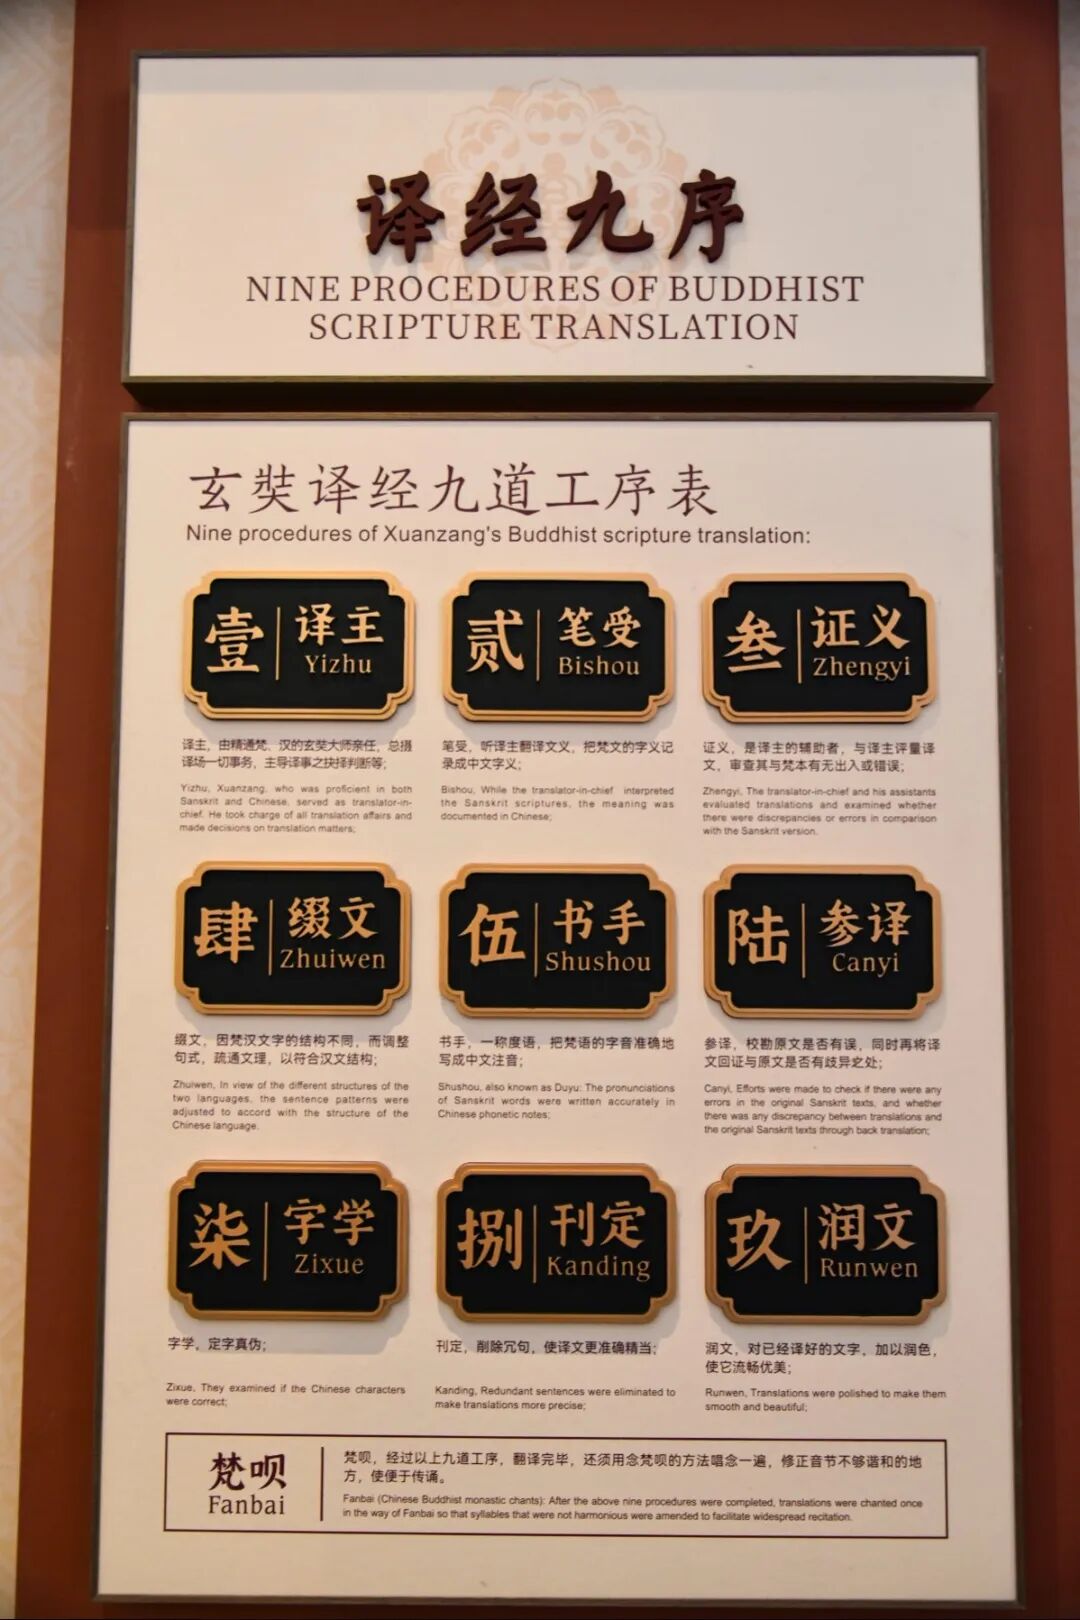 译经九序
NINE PROCEDURES OF BUDDHIST
SCRIPTURE TRANSLATION
玄奘译经九道工序表
Nine procedures of Xuanzang's Buddhist scripture translation:
壹 译主
Yizhu
译主，由精通梵、汉的玄奘大师亲任，总摄
译场一切事务，主导译事之抉择判断等；
Yizhu, Xuanzang, who was proficient in both
Sanskrit and Chinese, served as translator-in-
chief. He took charge of all translation affairs and
made decisions on translation matters;
贰 笔受
Bishou
笔受，听译主翻译文义，把梵文的字义记
录成中文字义；
Bishou, While the translator-in-chief interpreted
the Sanskrit scriptures, the meaning was
documented in Chinese;
叁 证义
Zhengyi
证义，是译主的辅助者，与译主评量译
文，审查其与梵本有无出入或错误；
Zhengyi, The translator-in-chief and his assistants
evaluated translations and examined whether
there were discrepancies or errors in comparison
with the Sanskrit version.
肆 缀文
Zhuiwen
缀文，因梵汉文字的结构不同，而调整
句式，疏通文理，以符合汉文结构；
Zhuiwen, In view of the different structures of the
two languages, the sentence patterns were
adjusted to accord with the structure of the
Chinese language.
伍 书手
Shushou
书手，一称度语，把梵语的字音准确地
写成中文注音；
Shushou, also known as Duyu: The pronunciations
of Sanskrit words were written accurately in
Chinese phonetic notes;
陆 参译
Canyi
参译，校勘原文是否有误，同时再将译
文回证与原文是否有歧异处；
Canyi, Efforts were made to check if there were any
errors in the original Sanskrit texts, and whether
there was any discrepancy between translations and
the original Sanskrit texts through back translation;
柒 字学
Zixue
字学，定字真伪；
Zixue, They examined if the Chinese characters
were correct;
捌 刊定
Kanding
刊定，削除冗句，使译文更准确精当；
Kanding, Redundant sentences were eliminated to
make translations more precise;
玖 润文
Runwen
润文，对已经译好的文字，加以润色，
使它流畅优美；
Runwen, Translations were polished to make them
smooth and beautiful;
梵呗
Fanbai
梵呗，经过以上九道工序，翻译完毕，还须用念梵呗的方法唱念一遍，修正音节不够谐和的地
方，使便于传诵。
Fanbai (Chinese Buddhist monastic chants): After the above nine procedures were completed, translations were chanted once
in the way of Fanbai so that syllables that were not harmonious were amended to facilitate widespread recitation.